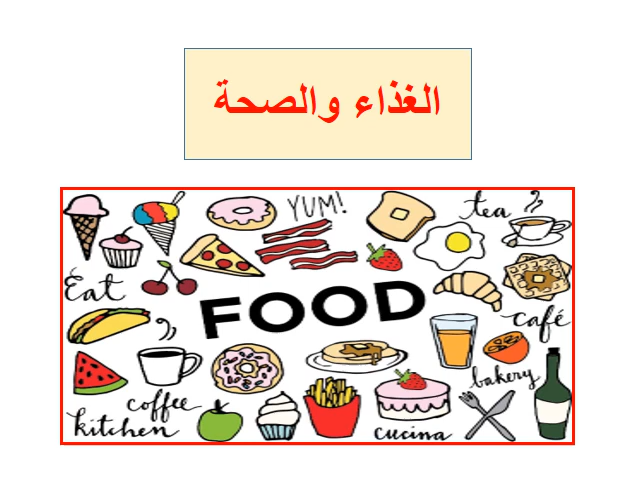 الغذاء والصحة
YUM!
tea
Eat
FOOD
café
bakery
coffee
kitchen
cucina